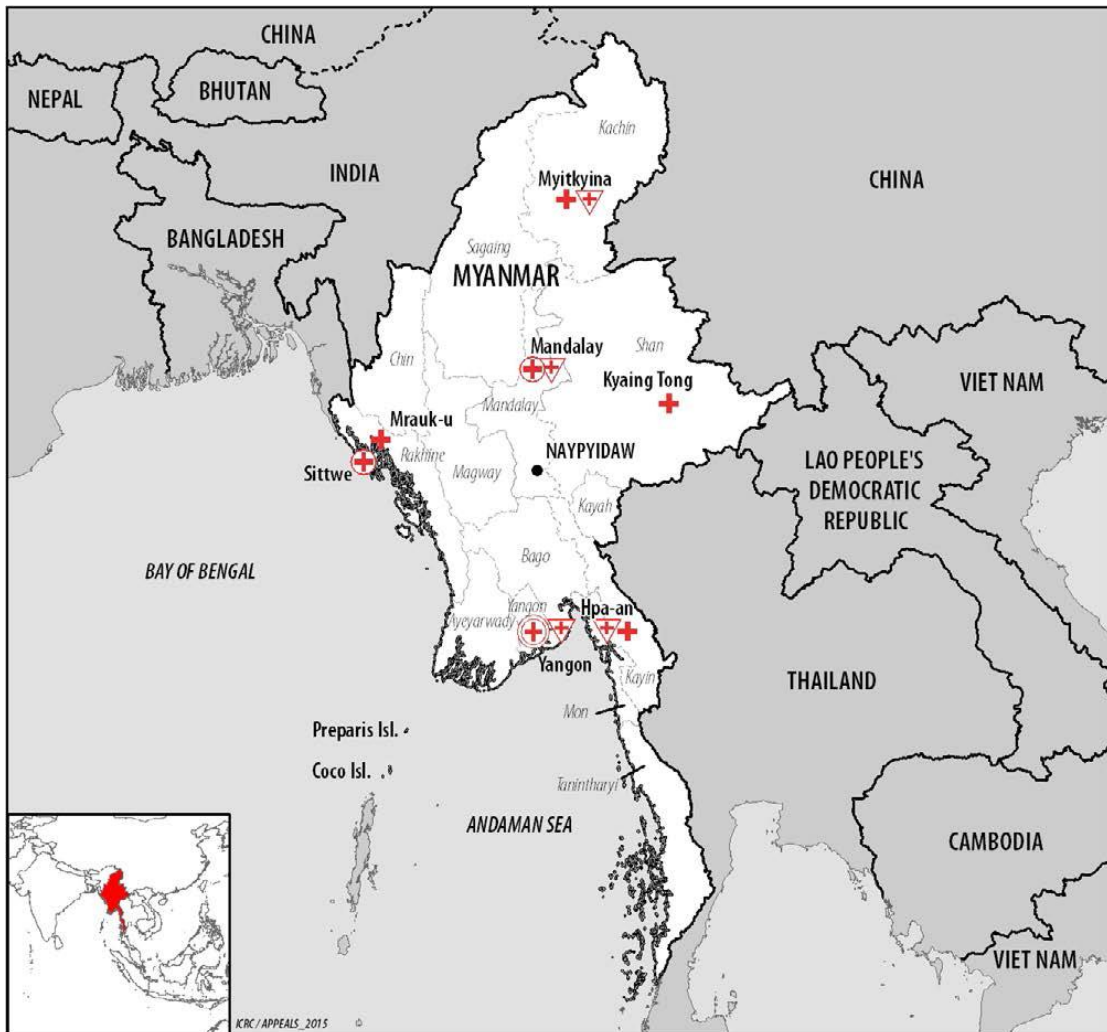 CHINA
NEPAL
BHUTAN
Kachin
INDIA
Myitkyina
CHINA
BANGLADESH
Sagaing
MYANMAR
Mandalay
Shan
Chin
Kyaing Tong
VIET NAM
Mandalay
Mrauk-u
Rakhine
NAYPYIDAW
Sittwe
Magway
LAO PEOPLE'S
DEMOCRATIC
REPUBLIC
Kayah
Bago
BAY OF BENGAL
Yangon
Hpa-an
Ayeyarwady
Yangon
Kayin
THAILAND
Mon
Preparis Isl.
Coco Isl.
Tanintharyi
ANDAMAN SEA
CAMBODIA
VIET NAM
ICRC / APPEALS_2015